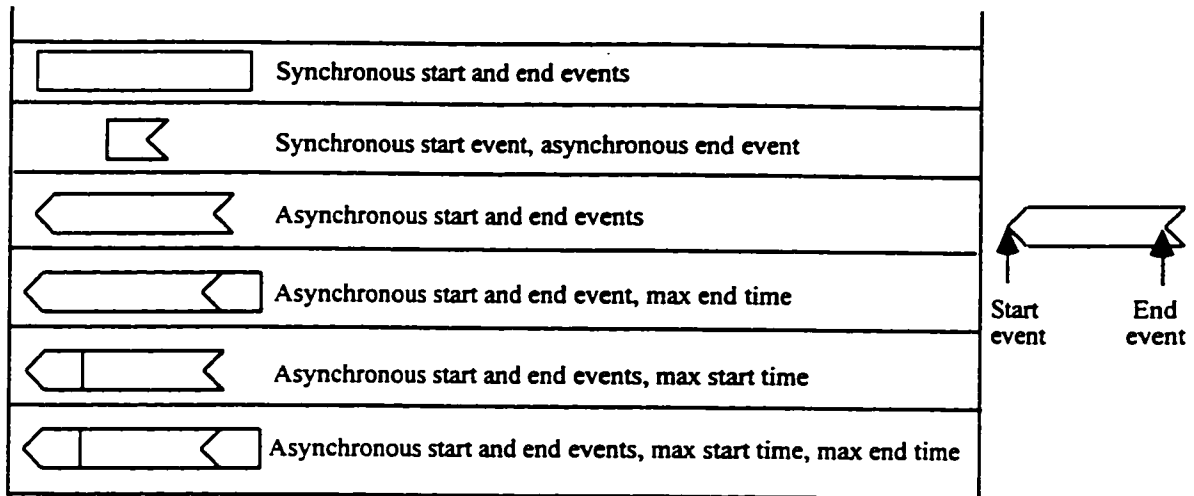 Synchronous start and end events
Synchronous start event, asynchronous end event
Asynchronous start and end events
Asynchronous start and end event, max end time
Asynchronous start and end events, max start time
Asynchronous start and end events, max start time, max end time
Start
event
End
event